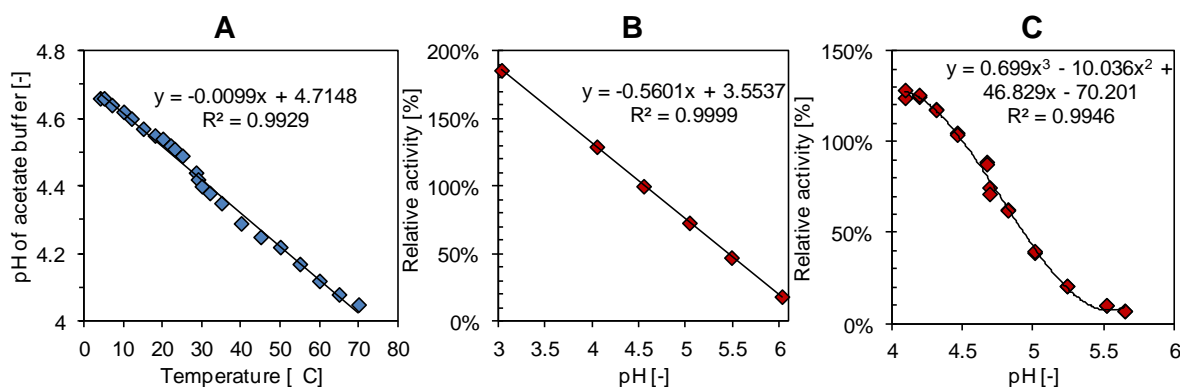 A
4.8
4.6
4.4
4.2
4
pH of acetate buffer [-]
y = -0.0099x + 4.7148
R² = 0.9929
0 10 20 30 40 50 60 70 80
Temperature [ C]
B
200%
150%
100%
50%
0%
Relative activity [%]
y = -0.5601x + 3.5537
R² = 0.9999
3 3.5 4 4.5 5 5.5 6
pH [-]
C
150%
100%
50%
0%
Relative activity [%]
y = 0.699x³ - 10.036x² +
46.829x - 70.201
R² = 0.9946
4 4.5 5 5.5 6
pH [-]